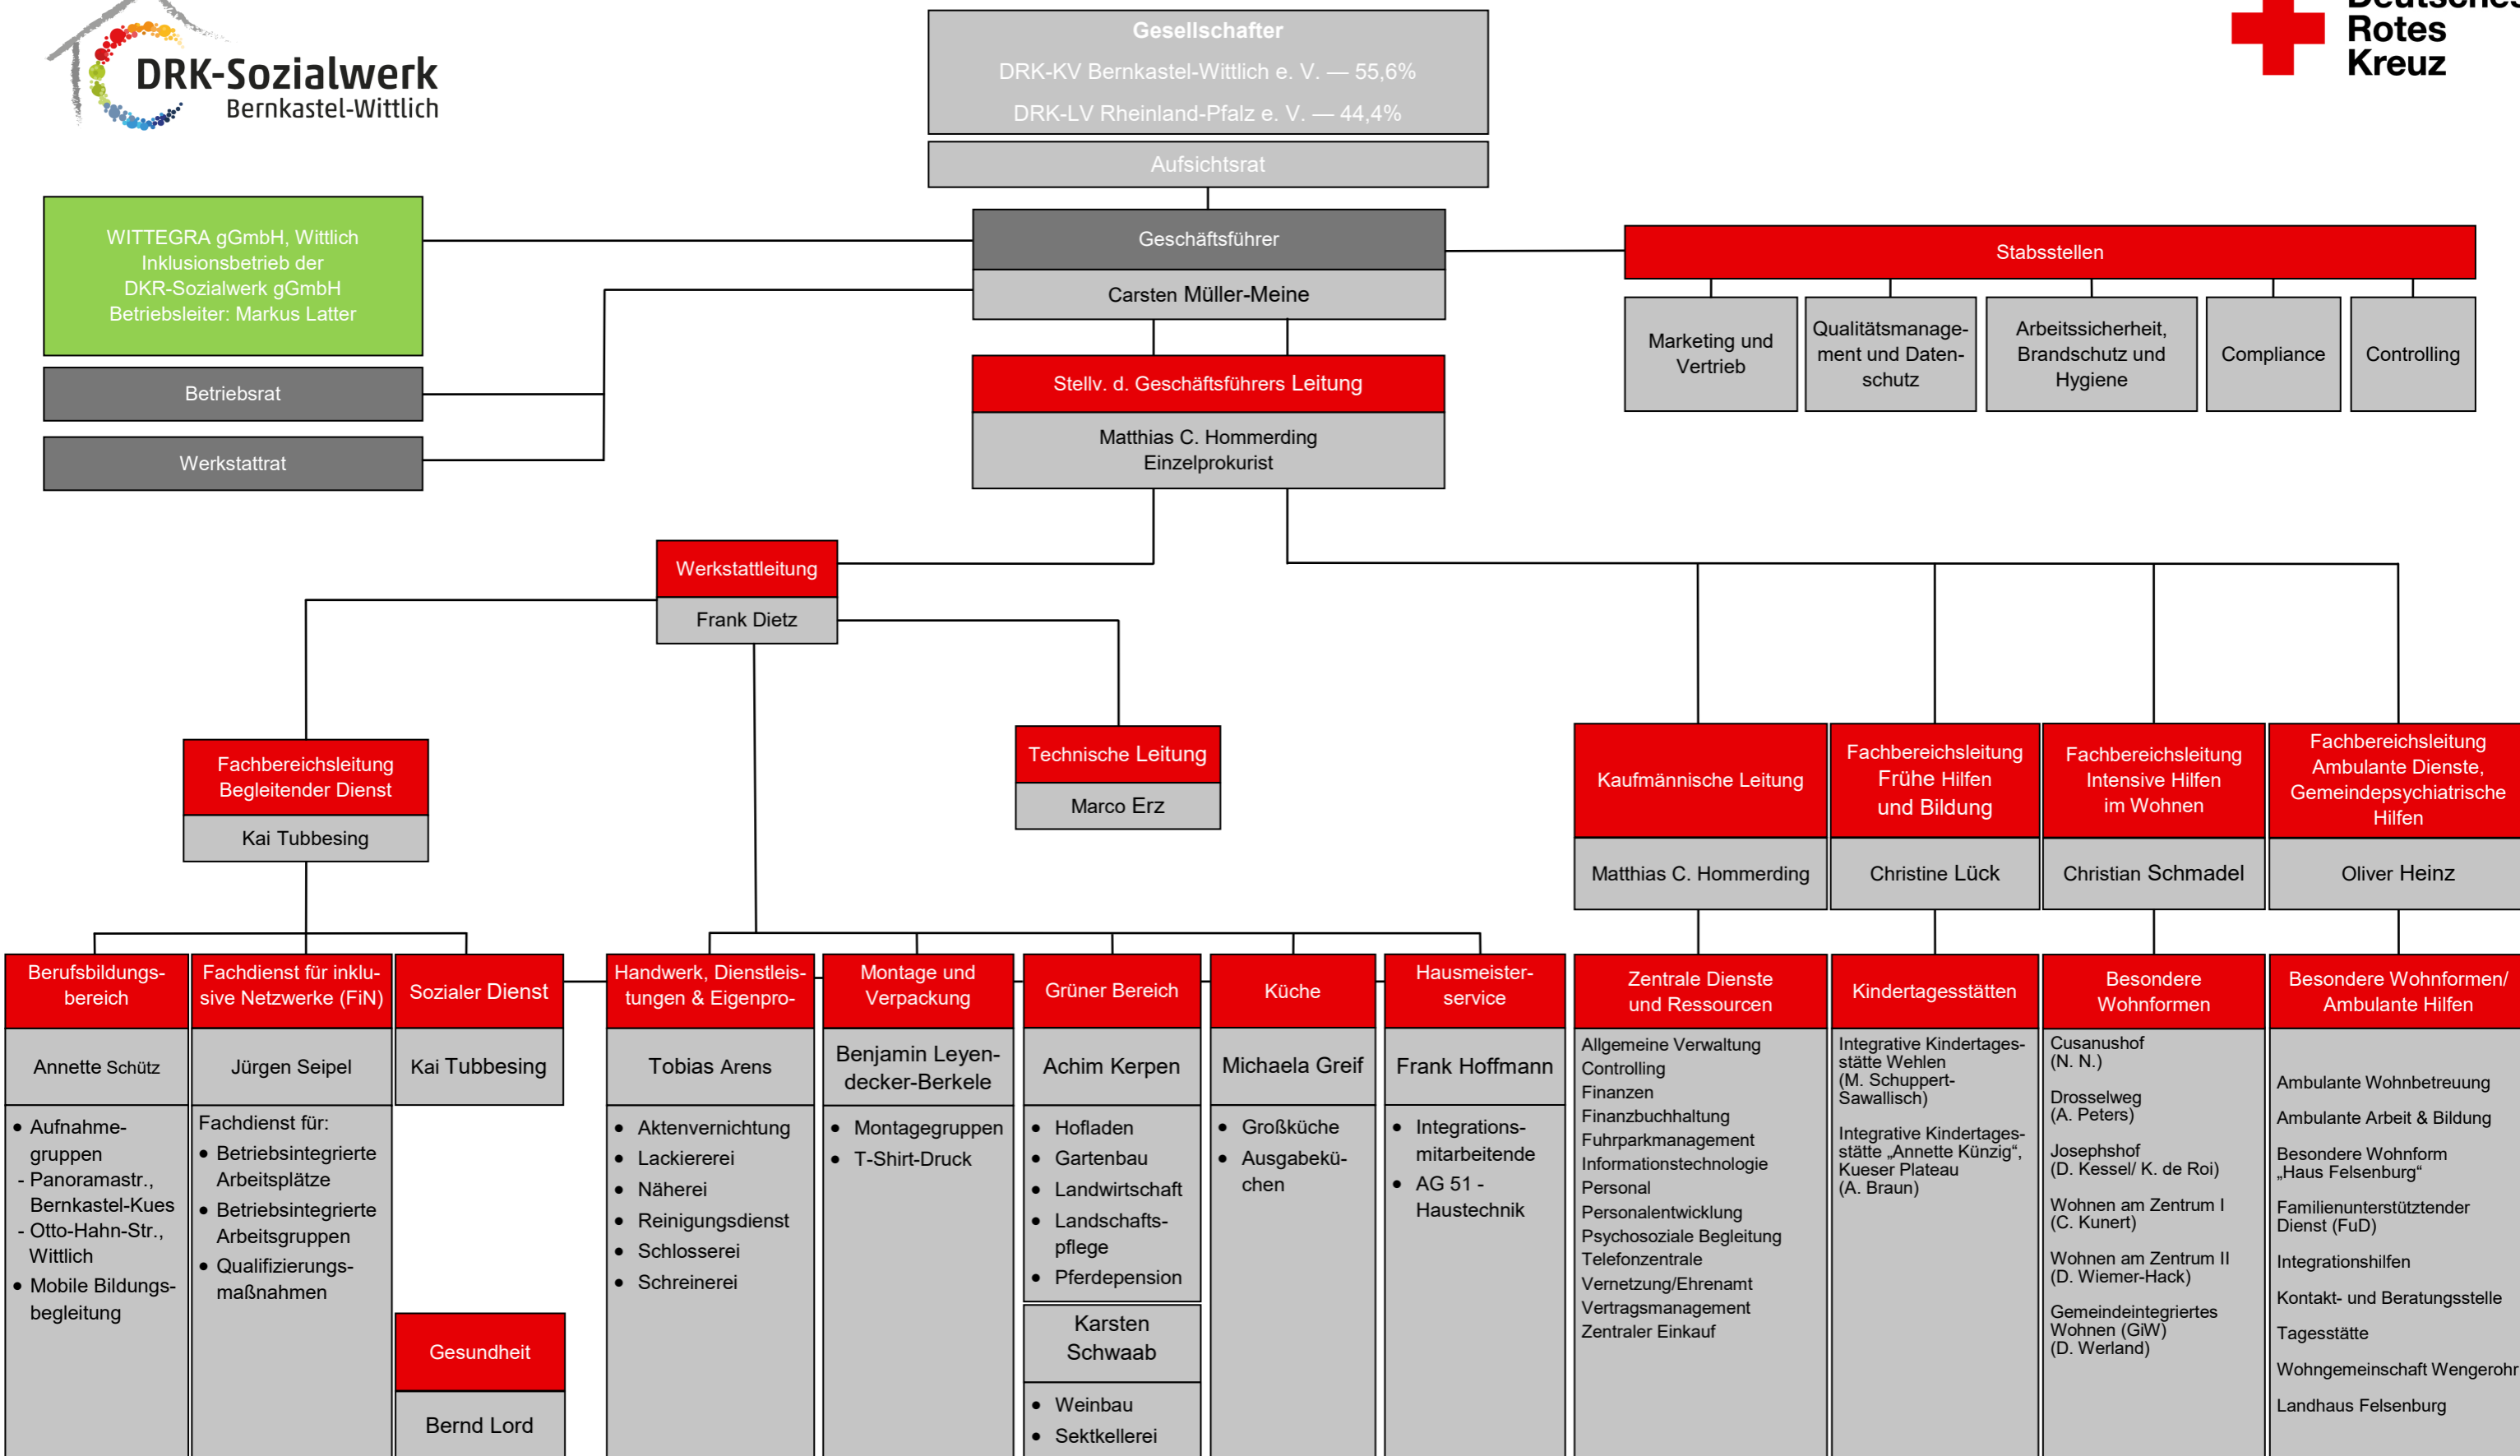 DRK-Sozialwerk
Bernkastel-Wittlich
Gesellschafter
DRK-KV Bernkastel-Wittlich e. V. — 55,6%
DRK-LV Rheinland-Pfalz e. V. — 44,4%
Aufsichtsrat
Deutsches
Rotes
Kreuz
WITTEGRA gGmbH, Wittlich
Inklusionsbetrieb der
DKR-Sozialwerk gGmbH
Betriebsleiter: Markus Latter
Betriebsrat
Werkstattrat
Geschäftsführer
Carsten Müller-Meine
Stellv. d. Geschäftsführers Leitung
Matthias C. Hommerding
Einzelprokurist
Stabsstellen
Marketing und
Vertrieb
Qualitätsmanage-
ment und Daten-
schutz
Arbeitssicherheit,
Brandschutz und
Hygiene
Compliance
Controlling
Werkstattleitung
Frank Dietz
Fachbereichsleitung
Begleitender Dienst
Kai Tubbesing
Technische Leitung
Marco Erz
Kaufmännische Leitung
Matthias C. Hommerding
Fachbereichsleitung
Frühe Hilfen
und Bildung
Christine Lück
Fachbereichsleitung
Intensive Hilfen
im Wohnen
Christian Schmadel
Fachbereichsleitung
Ambulante Dienste,
Gemeindepsychiatrische
Hilfen
Oliver Heinz
Berufsbildungs-
bereich
Annette Schütz
• Aufnahme-
gruppen
- Panoramastr.,
Bernkastel-Kues
- Otto-Hahn-Str.,
Wittlich
• Mobile Bildungs-
begleitung
Fachdienst für inklu-
sive Netzwerke (FiN)
Jürgen Seipel
Fachdienst für:
• Betriebsintegrierte
Arbeitsplätze
• Betriebsintegrierte
Arbeitsgruppen
• Qualifizierungs-
maßnahmen
Sozialer Dienst
Kai Tubbesing
Gesundheit
Bernd Lord
Handwerk, Dienstleis-
tungen & Eigenpro-
Tobias Arens
• Aktenvernichtung
• Lackiererei
• Näherei
• Reinigungsdienst
• Schlosserei
• Schreinerei
Montage und
Verpackung
Benjamin Leyen-
decker-Berkele
• Montagegruppen
• T-Shirt-Druck
Grüner Bereich
Achim Kerpen
• Hofladen
• Gartenbau
• Landwirtschaft
• Landschafts-
pflege
• Pferdepension
Karsten
Schwaab
• Weinbau
• Sektkellerei
Küche
Michaela Greif
• Großküche
• Ausgabekü-
chen
Hausmeister-
service
Frank Hoffmann
• Integrations-
mitarbeitende
• AG 51 -
Haustechnik
Zentrale Dienste
und Ressourcen
Allgemeine Verwaltung
Controlling
Finanzen
Finanzbuchhaltung
Fuhrparkmanagement
Informationstechnologie
Personal
Personalentwicklung
Psychosoziale Begleitung
Telefonzentrale
Vernetzung/Ehrenamt
Vertragsmanagement
Zentraler Einkauf
Kindertagesstätten
Integrative Kindertages-
stätte Wehlen
(M. Schuppert-
Sawallisch)
Integrative Kindertages-
stätte „Annette Künzig“,
Kueser Plateau
(A. Braun)
Besondere
Wohnformen
Cusanushof
(N. N.)
Drosselweg
(A. Peters)
Josephshof
(D. Kessel/ K. de Roi)
Wohnen am Zentrum I
(C. Kunert)
Wohnen am Zentrum II
(D. Wiemer-Hack)
Gemeindeintegriertes
Wohnen (GiW)
(D. Werland)
Besondere Wohnformen/
Ambulante Hilfen
Ambulante Wohnbetreuung
Ambulante Arbeit & Bildung
Besondere Wohnform
„Haus Felsenburg“
Familienunterstütztender
Dienst (FuD)
Integrationshilfen
Kontakt- und Beratungsstelle
Tagesstätte
Wohngemeinschaft Wengerohr
Landhaus Felsenburg